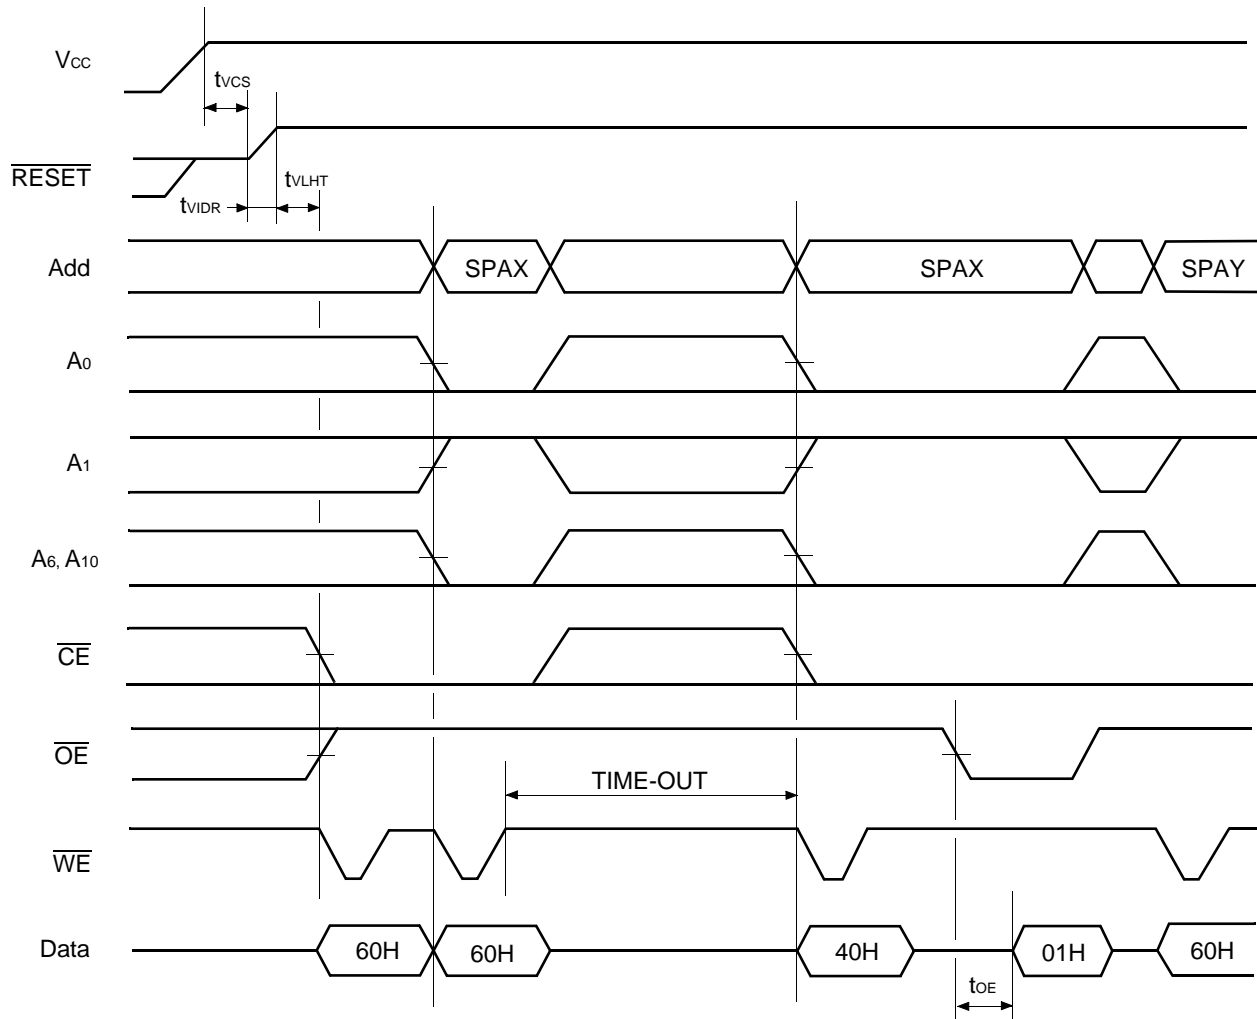 VCC
tVCS
RESET
tVLHT
tVIDR
Add
SPAX
SPAX
SPAY
A0
A1
A6, A10
CE
OE
TIME-OUT
WE
Data
60H
60H
40H
01H
60H
tOE